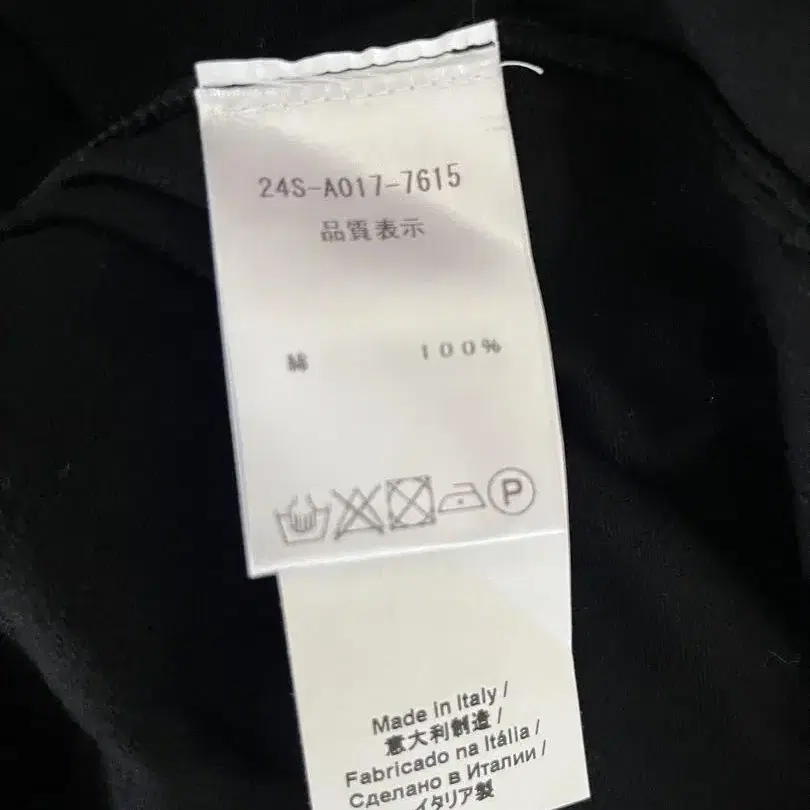 24S-A017-7615
品質表示
綿 100%
P
Made in Italy /
意大利制造 /
Fabricado na Itália /
Сделано в Италии /
イタリア製